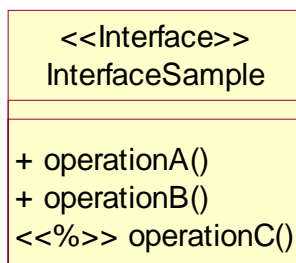 <<Interface>>
InterfaceSample
+ operationA()
+ operationB()
<<%>> operationC()